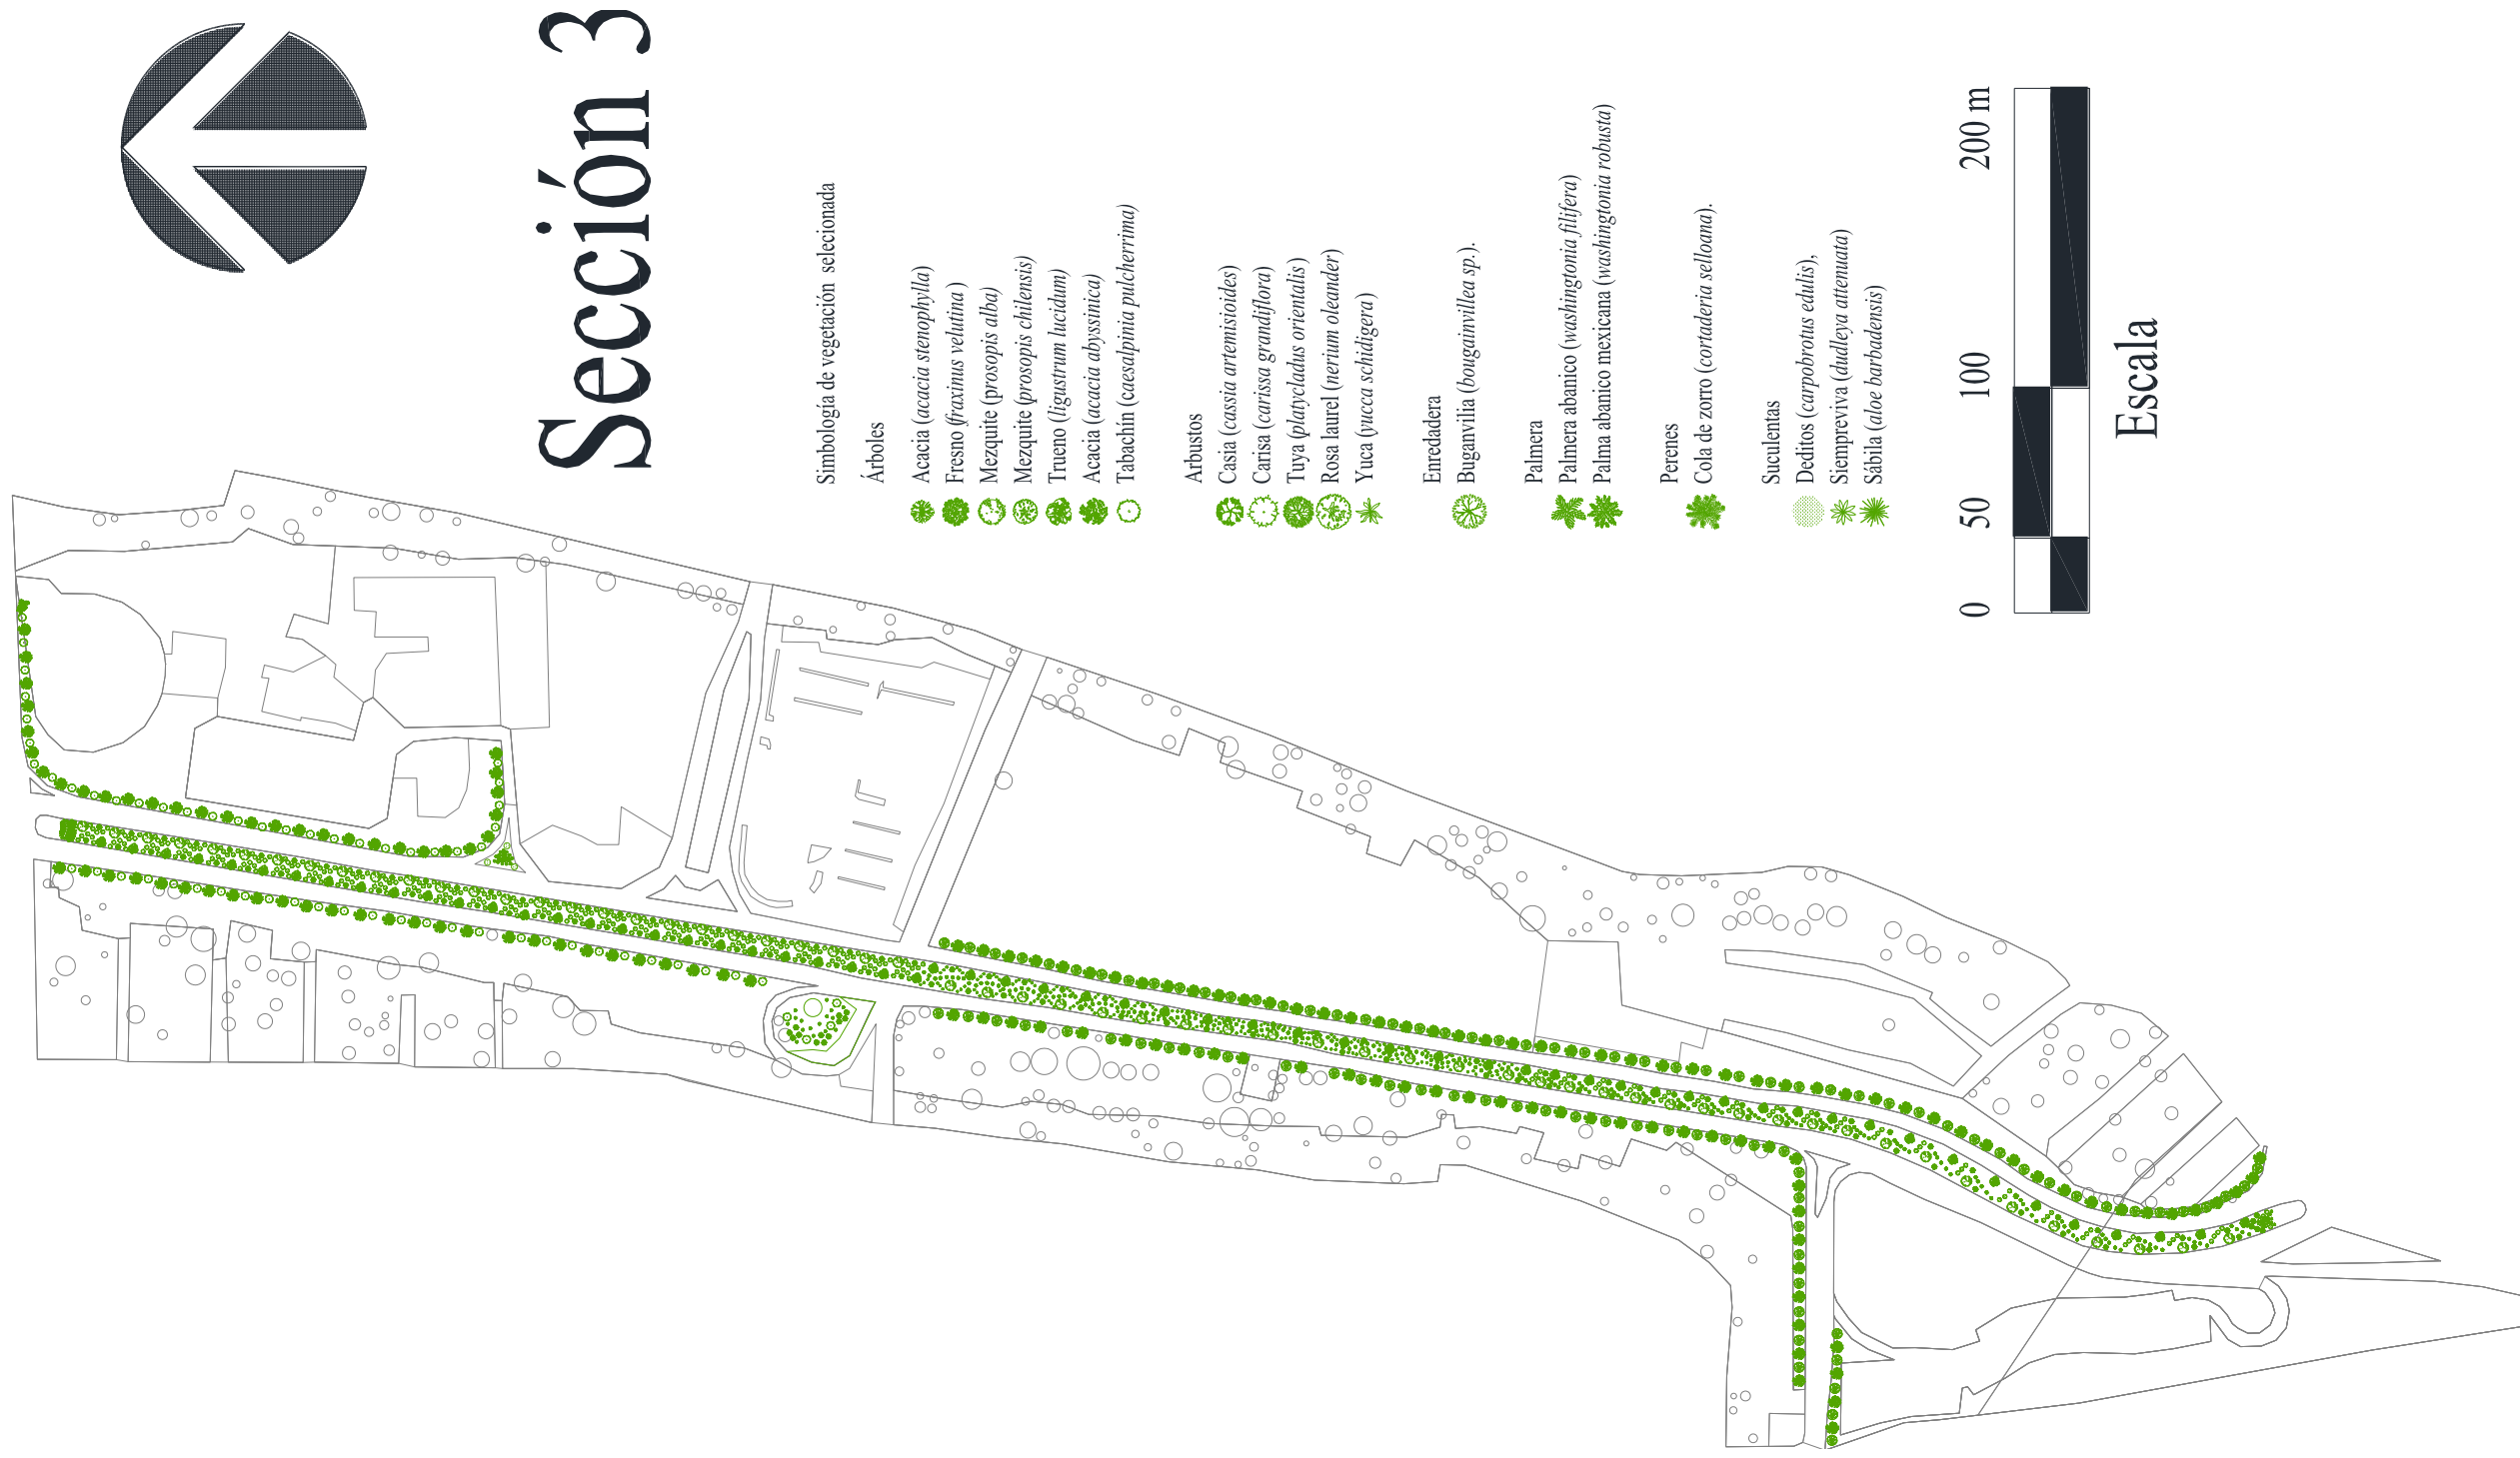 Sección 3
Simbología de vegetación selecionada
Árboles
Acacia (acacia stenophylla)
Fresno (fraxinus velutina )
Mezquite (prosopis alba)
Mezquite (prosopis chilensis)
Trueno (ligustrum lucidum)
Acacia (acacia abyssinica)
Tabachín (caesalpinia pulcherrima)
Arbustos
Casia (cassia artemisioides)
Carisa (carissa grandiflora)
Tuya (platycladus orientalis )
Rosa laurel (nerium oleander)
Yuca (yucca schidigera )
Enredadera
Buganvilia (bougainvillea sp.).
Palmera
Palmera abanico (washingtonia filifera)
Palma abanico mexicana (washingtonia robusta)
Perenes
Cola de zorro (cortaderia selloana).
Suculentas
Deditos (carpobrotus edulis),
Siempreviva (dudleya attenuata)
Sábila (aloe barbadensis)
0 50 100 200 m
Escala